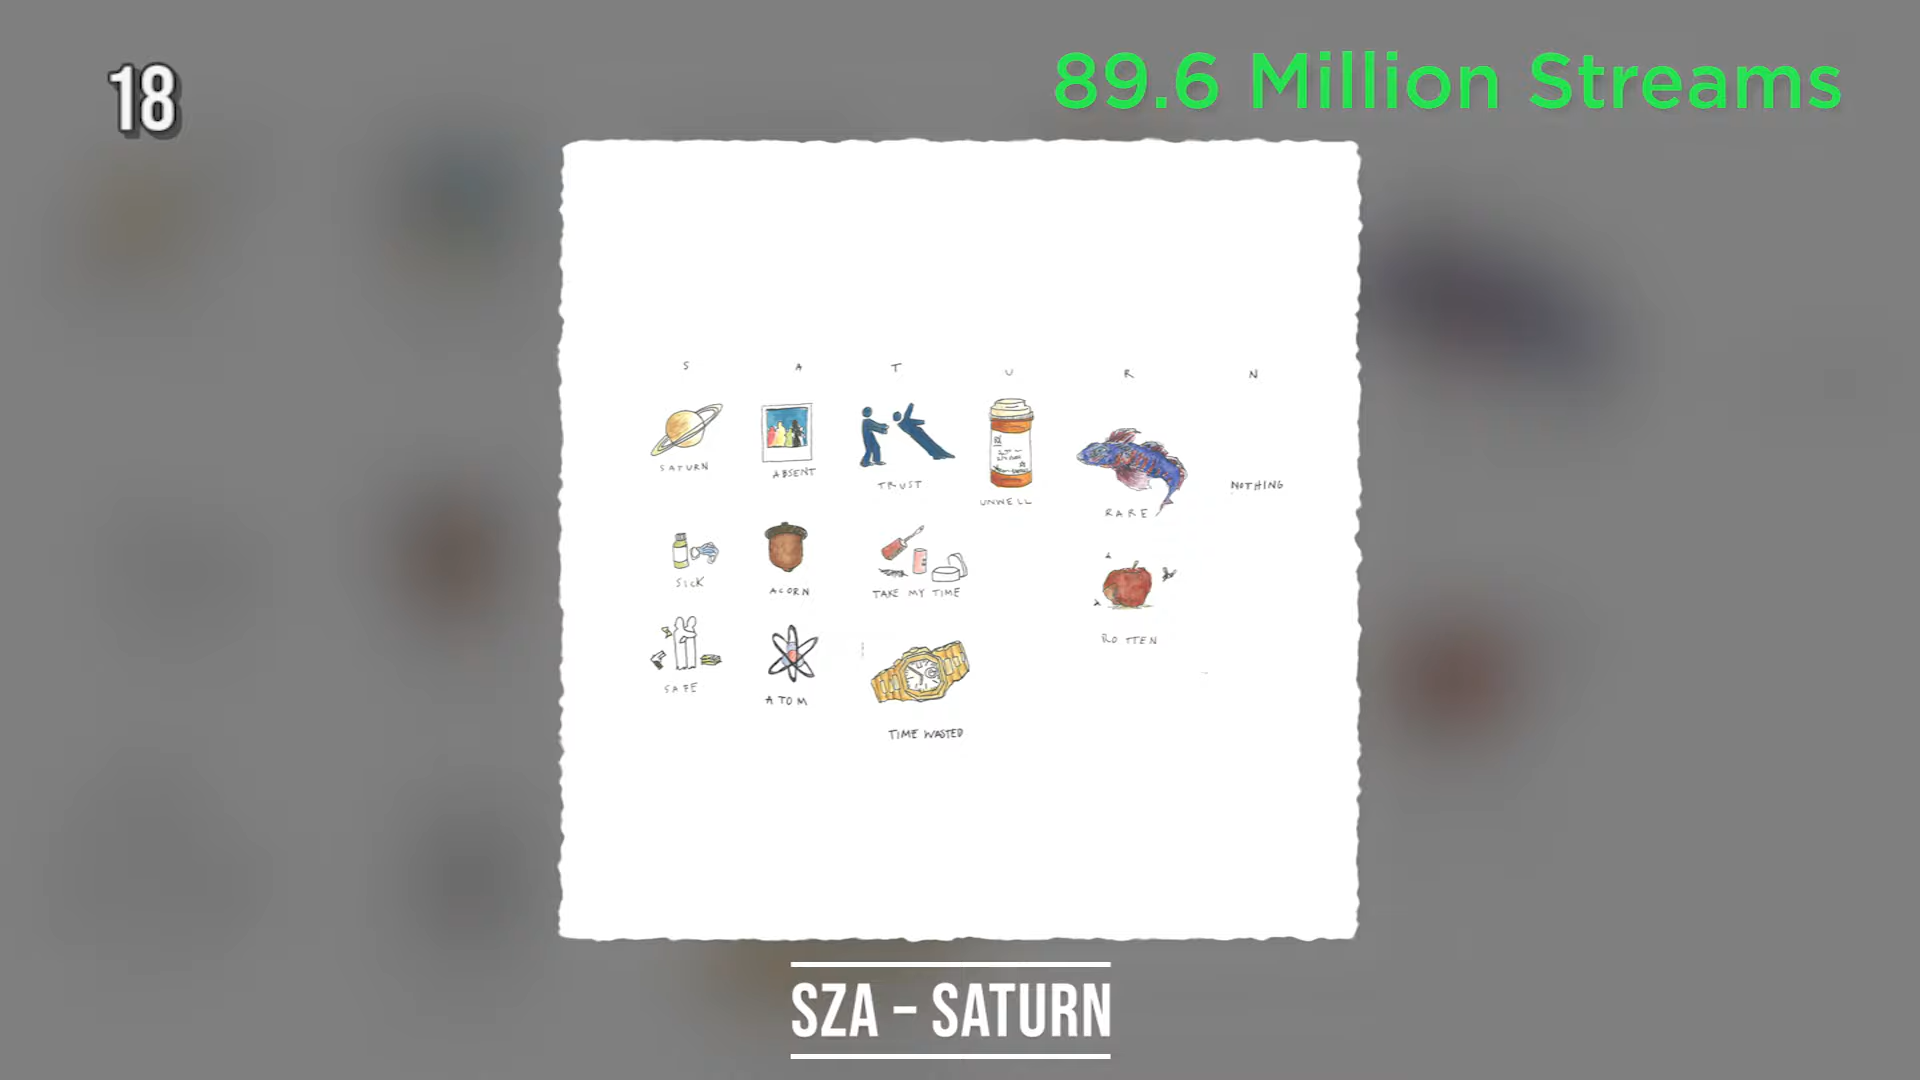 18
89.6 Million Streams
S A T U R N
SATURN
ABSENT
TRUST
UNWELL
RARE
NOTHING
SICK
ACORN
TAKE MY TIME
ROTTEN
SAFE
ATOM
TIME WASTED
SZA – SATURN